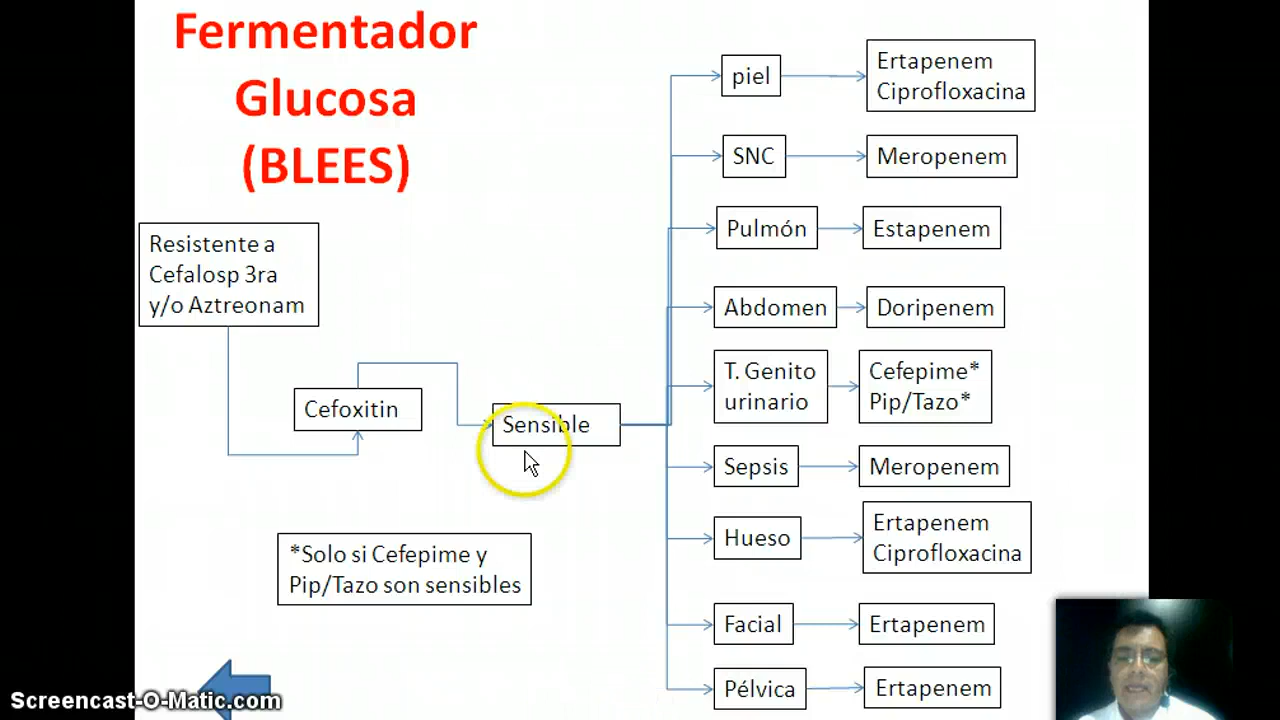 Fermentador
Glucosa
(BLEES)
Resistente a
Cefalosp 3ra
y/o Aztreonam
Cefoxitin
Sensible
*Solo si Cefepime y
Pip/Tazo son sensibles
piel
Ertapenem
Ciprofloxacina
SNC
Meropenem
Pulmón
Estapenem
Abdomen
Doripenem
T. Genito
urinario
Cefepime*
Pip/Tazo*
Sepsis
Meropenem
Hueso
Ertapenem
Ciprofloxacina
Facial
Ertapenem
Pélvica
Ertapenem
Screencast-O-Matic.com